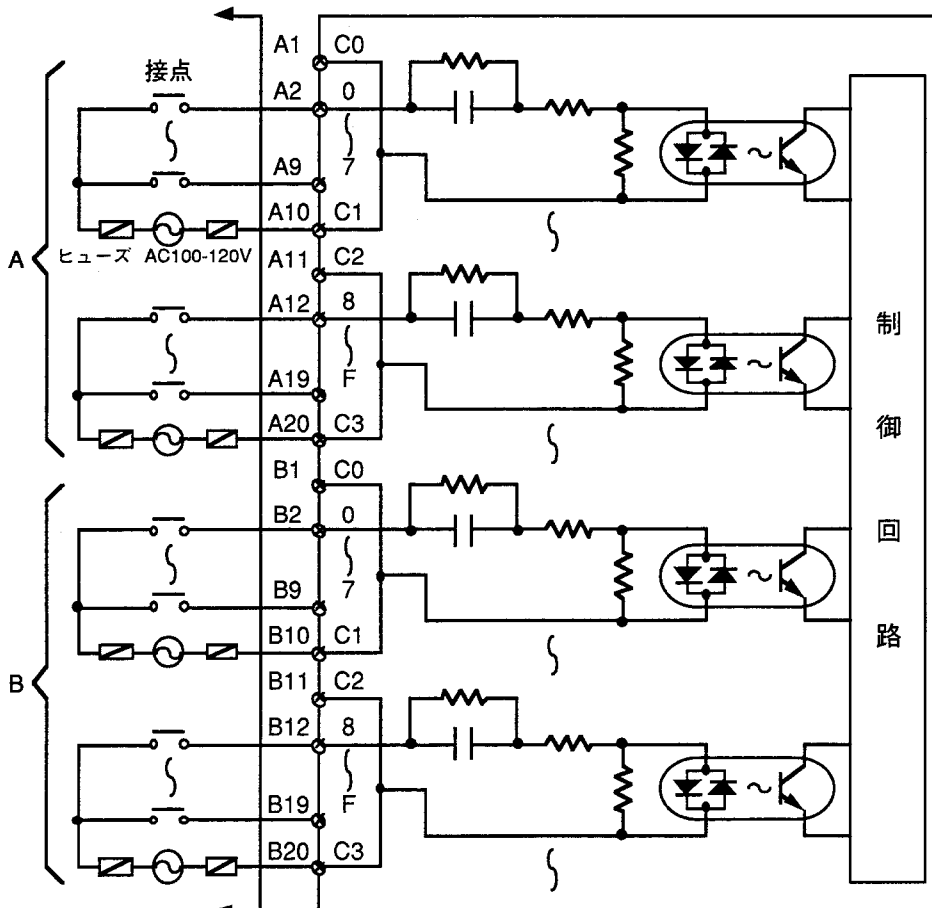 A1 C0
接点
A2 0
A9 7
A10 C1
A
ヒューズ AC100-120V
A11 C2
A12 8
A19 F
A20 C3
B1 C0
B2 0
B9 7
B10 C1
B
B11 C2
B12 8
B19 F
B20 C3
制
御
回
路